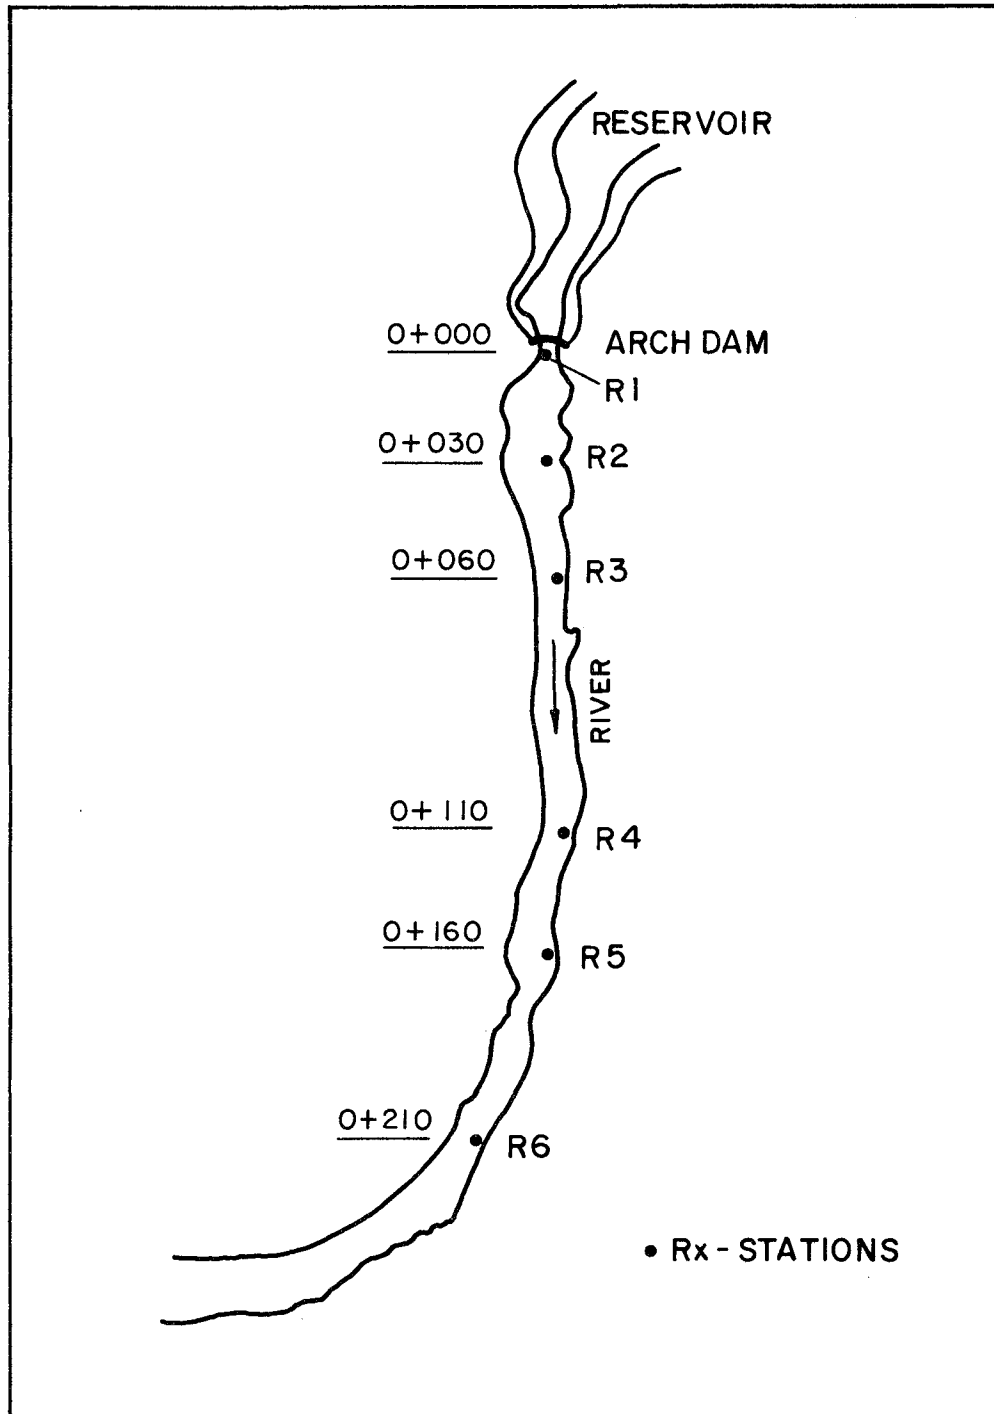 RESERVOIR
0+000
ARCH DAM
R1
0+030
R2
0+060
R3
RIVER
0+110
R4
0+160
R5
0+210
R6
• Rx - STATIONS